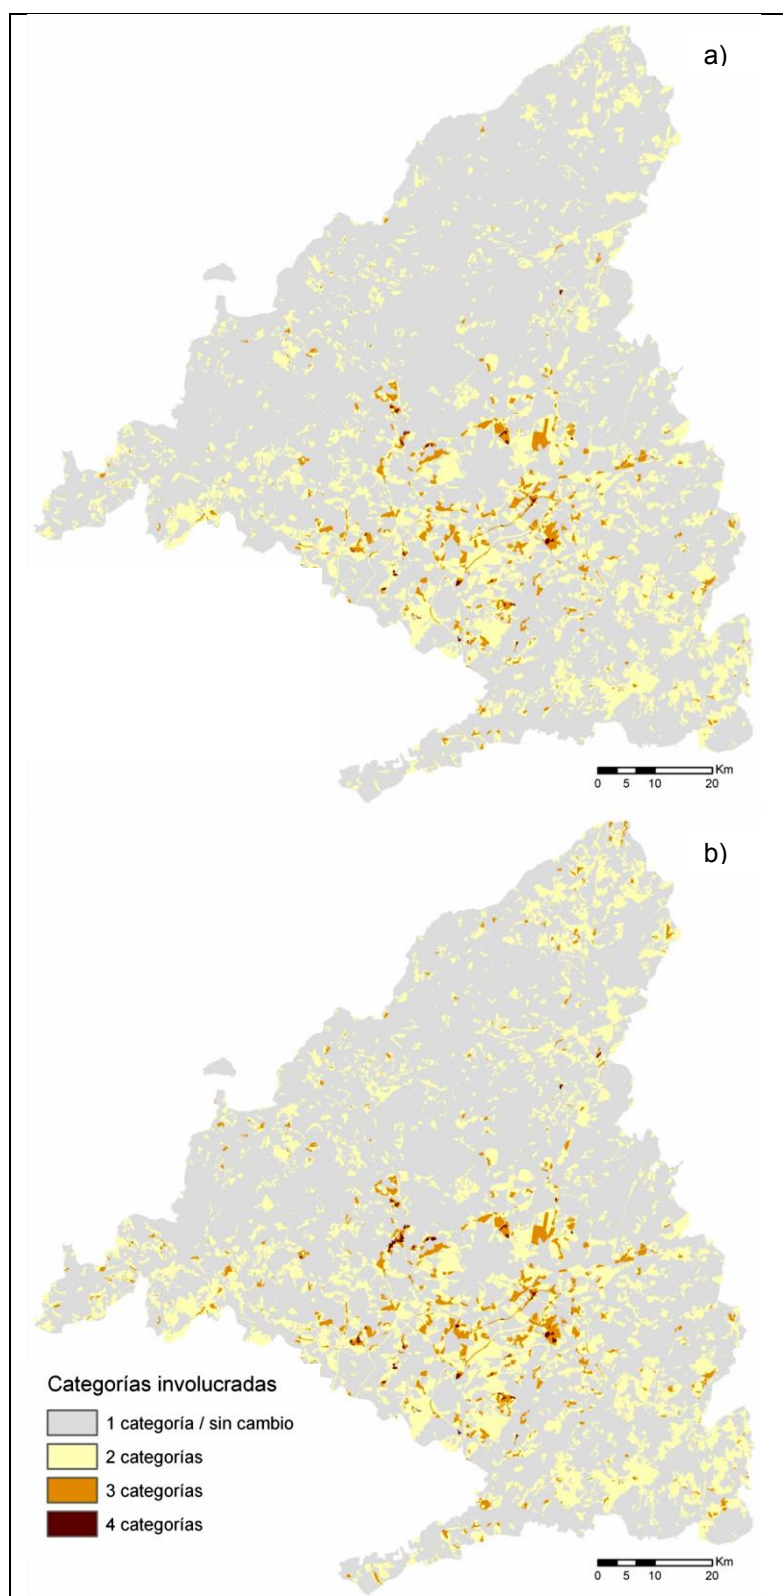 a)
Km
0 5 10 20
b)
Categorías involucradas
1 categoría / sin cambio
2 categorías
3 categorías
4 categorías
Km
0 5 10 20